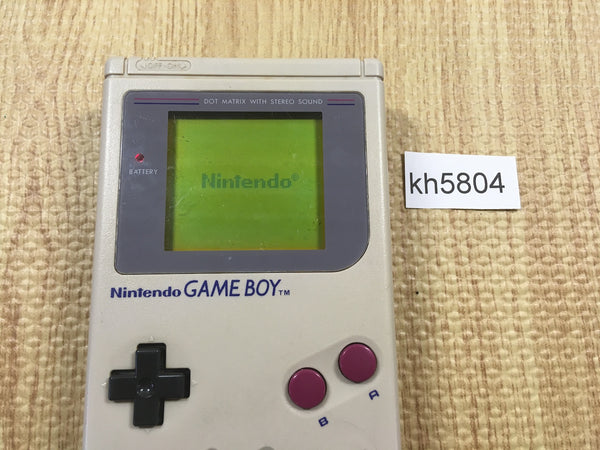 OFF•ON
DOT MATRIX WITH STEREO SOUND
BATTERY
Nintendo®
kh5804
Nintendo GAME BOY™
B
A